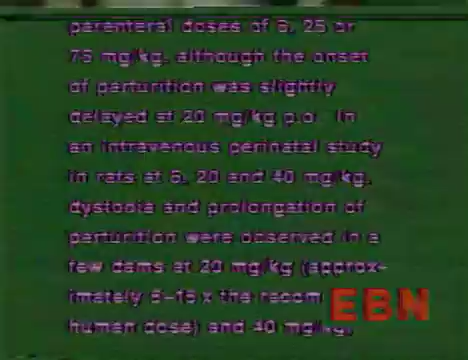 parenteral doses of 5, 25 or
75 mg/kg, although the onset
of parturition was slightly
delayed at 20 mg/kg p.o. In
an intravenous perinatal study
in rats at 5, 20 and 40 mg/kg,
dystocia and prolongation of
parturition were observed in a
few dams at 20 mg/kg (approx-
imately 8-15 x the recom
human dose) and 40 mg/kg.
EBN